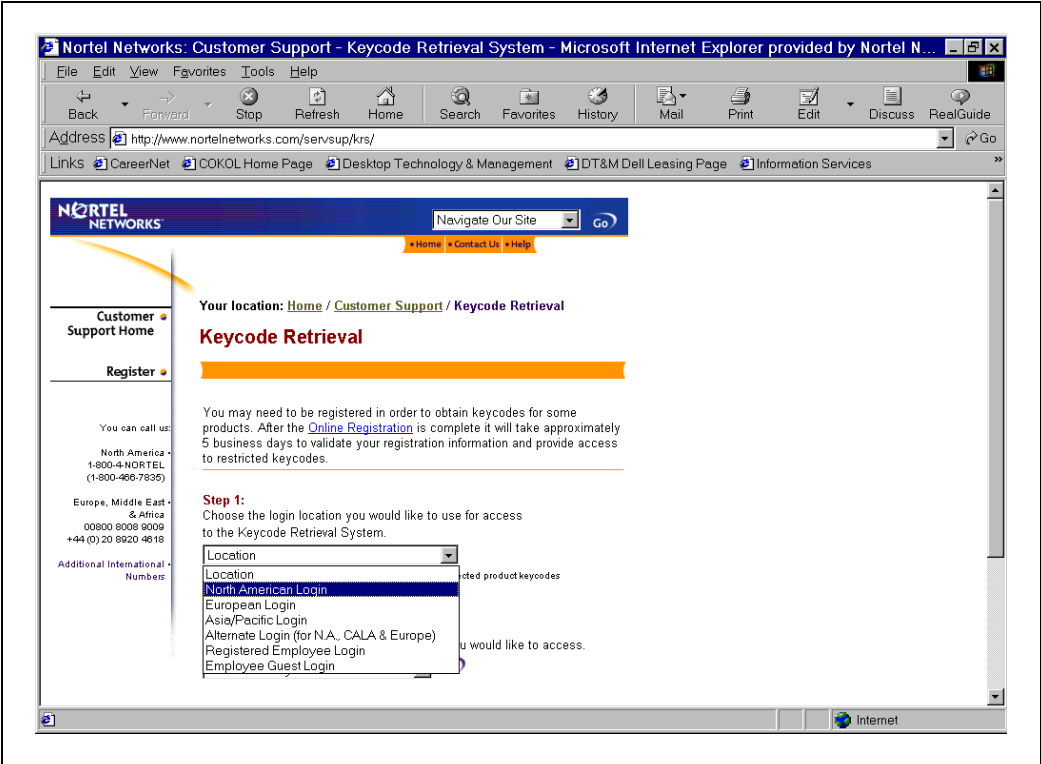 Nortel Networks: Customer Support - Keycode Retrieval System - Microsoft Internet Explorer provided by Nortel N...
File Edit View Favorites Tools Help
Back Forward Stop Refresh Home Search Favorites History Mail Print Edit Discuss RealGuide
Address http://www.nortelnetworks.com/servsup/krs/ Go
Links CareerNet COKOL Home Page Desktop Technology & Management DT&M Dell Leasing Page Information Services »
NORTEL
NETWORKS
Navigate Our Site GO
• Home • Contact Us • Help
Your location: Home / Customer Support / Keycode Retrieval
Customer
Support Home
Register
You can call us:
North America •
1-800-4-NORTEL
(1-800-466-7835)
Europe, Middle East •
& Africa
00800 8008 9009
+44 (0) 20 8920 4618
Additional International •
Numbers
Keycode Retrieval
You may need to be registered in order to obtain keycodes for some
products. After the Online Registration is complete it will take approximately
5 business days to validate your registration information and provide access
to restricted keycodes.
Step 1:
Choose the login location you would like to use for access
to the Keycode Retrieval System.
Location
Location
North American Login
European Login
Asia/Pacific Login
Alternate Login (for N.A., CALA & Europe)
Registered Employee Login
Employee Guest Login
product keycodes
would like to access.
Internet